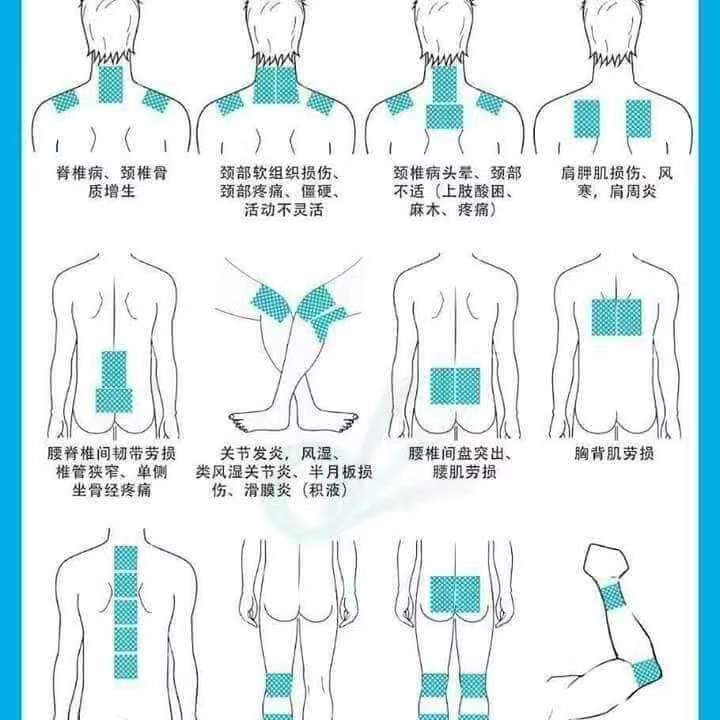 脊椎病、颈椎骨
质增生
颈部软组织损伤、
颈部疼痛、僵硬、
活动不灵活
颈椎病头晕、颈部
不适（上肢酸困、
麻木、疼痛）
肩胛肌损伤、风
寒，肩周炎
腰脊椎间韧带劳损
椎管狭窄、单侧
坐骨经疼痛
关节发炎，风湿、
类风湿关节炎、半月板损
伤、滑膜炎（积液）
腰椎间盘突出、
腰肌劳损
胸背肌劳损